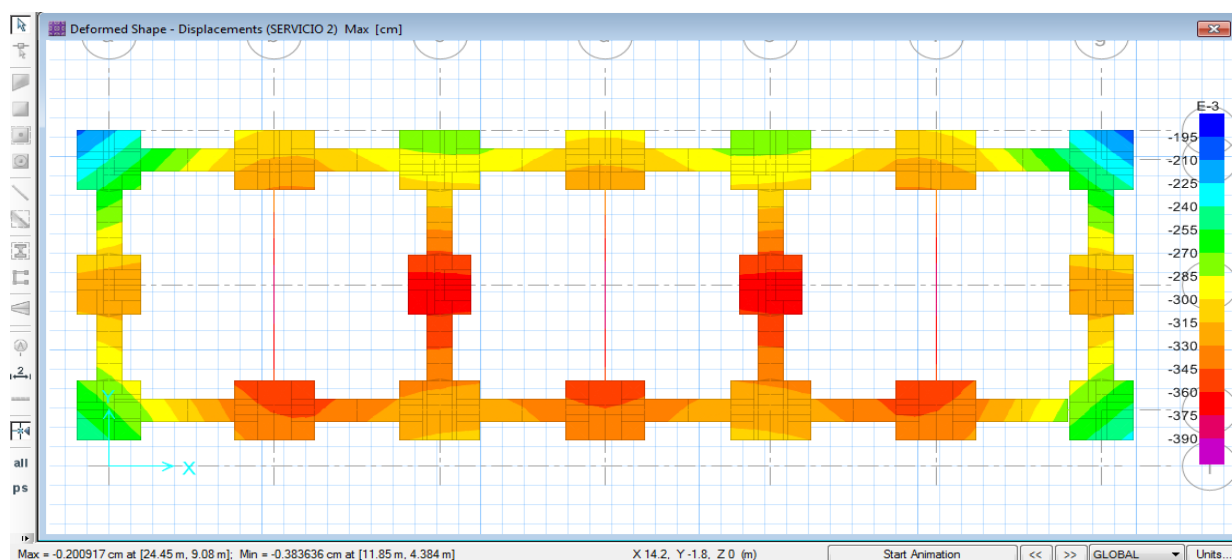 Deformed Shape - Displacements (SERVICIO 2) Max [cm]
a b c d e f g
E-3
-195
-210
-225
-240
-255
-270
-285
-300
-315
-330
-345
-360
-375
-390
Y
X
2
all
ps
Max = -0.200917 cm at [24.45 m, 9.08 m]; Min = -0.383636 cm at [11.85 m, 4.384 m] X 14.2, Y -1.8, Z 0 (m) Start Animation << >> GLOBAL Units...